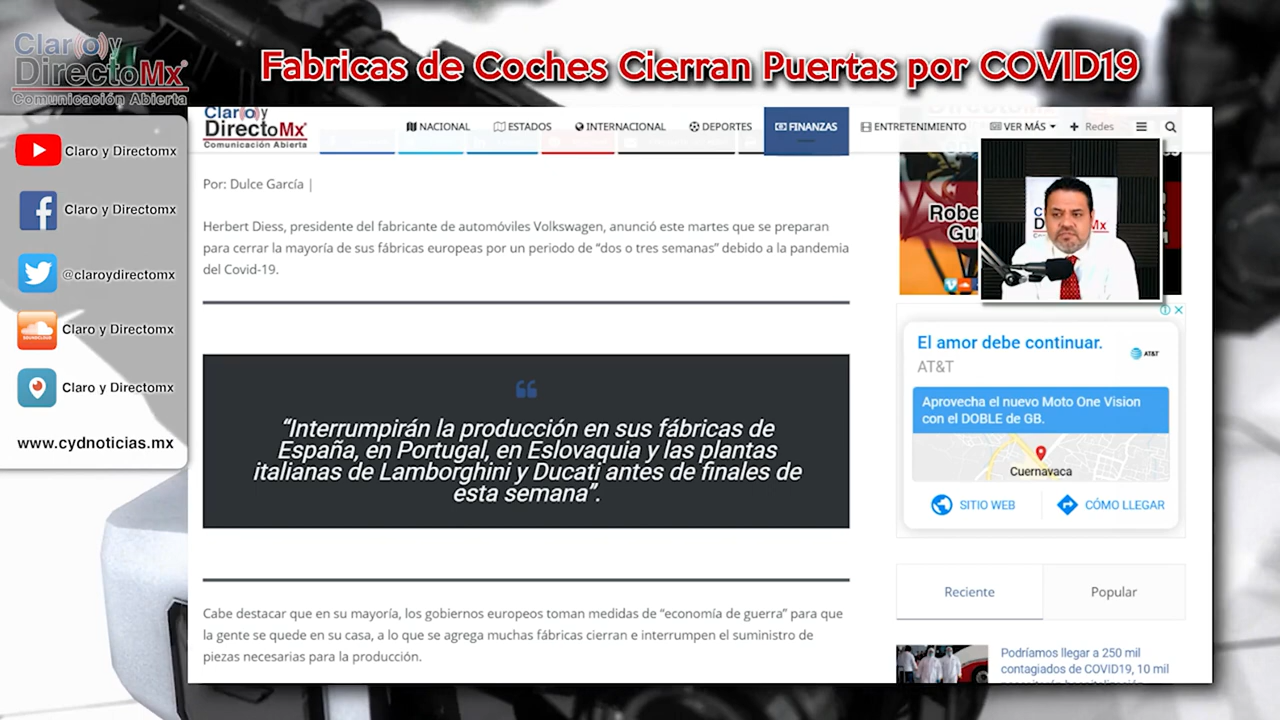 Claro y
DirectoMx
Comunicación Abierta
Fabricas de Coches Cierran Puertas por COVID19
Claro y Directomx
Claro y Directomx
@claroydirectomx
SOUNDCLOUD
Claro y Directomx
Claro y Directomx
www.cydnoticias.mx
Claro y
DirectoMx
Comunicación Abierta
NACIONAL
ESTADOS
INTERNACIONAL
DEPORTES
FINANZAS
ENTRETENIMIENTO
VER MÁS
Redes
Por: Dulce García |
Herbert Diess, presidente del fabricante de automóviles Volkswagen, anunció este martes que se preparan
para cerrar la mayoría de sus fábricas europeas por un periodo de “dos o tres semanas” debido a la pandemia
del Covid-19.
“Interrumpirán la producción en sus fábricas de
España, en Portugal, en Eslovaquia y las plantas
italianas de Lamborghini y Ducati antes de finales de
esta semana”.
Cabe destacar que en su mayoría, los gobiernos europeos toman medidas de “economía de guerra” para que
la gente se quede en su casa, a lo que se agrega muchas fábricas cierran e interrumpen el suministro de
piezas necesarias para la producción.
El amor debe continuar.
AT&T
AT&T
Aprovecha el nuevo Moto One Vision
con el DOBLE de GB.
Cuernavaca
SITIO WEB
CÓMO LLEGAR
Reciente
Popular
Podríamos llegar a 250 mil
contagiados de COVID19, 10 mil